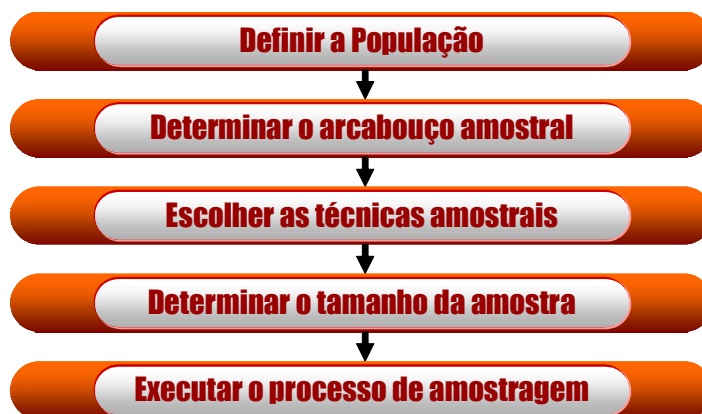 Definir a População
Determinar o arcabouço amostral
Escolher as técnicas amostrais
Determinar o tamanho da amostra
Executar o processo de amostragem